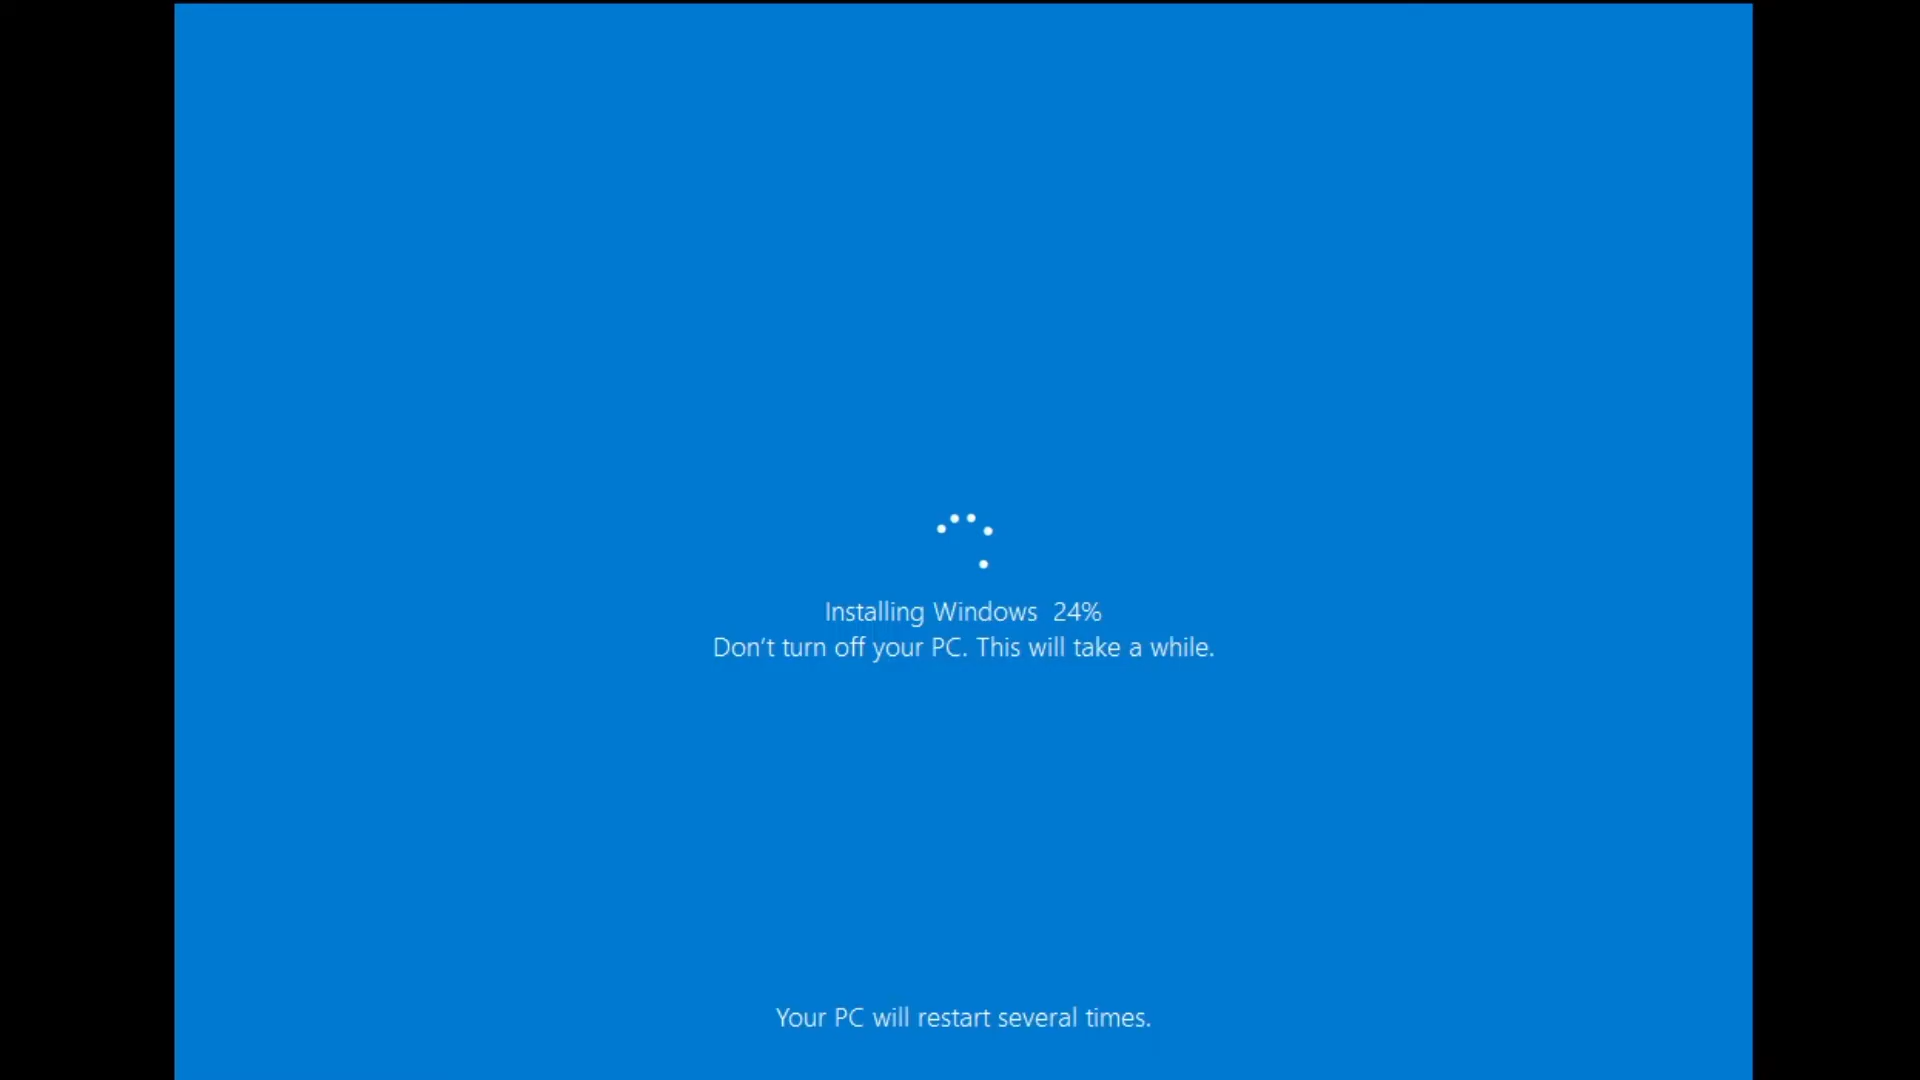 Installing Windows  24%
Don’t turn off your PC. This will take a while.
Your PC will restart several times.